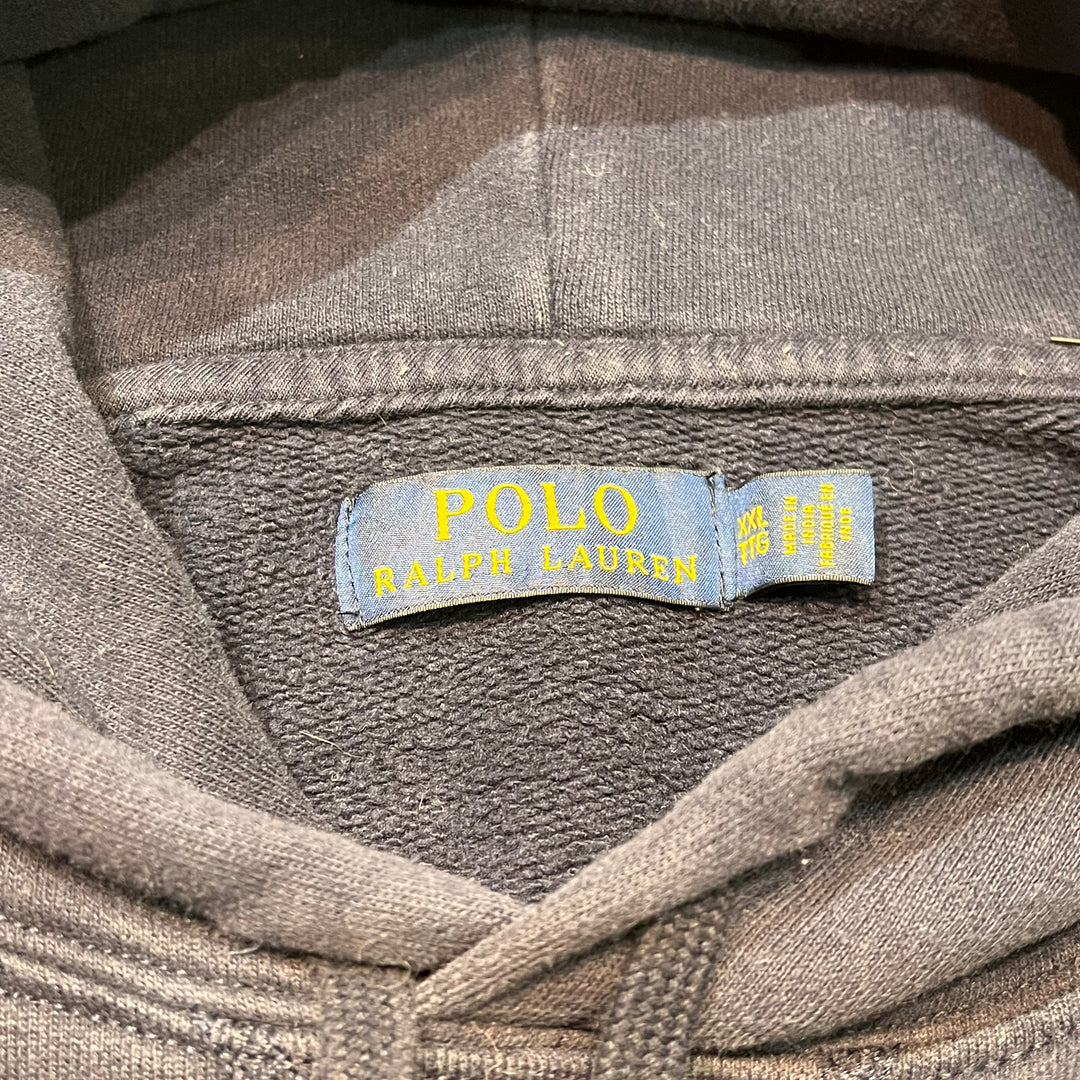 POLO
RALPH LAUREN
XXL
TTG
MADE IN
INDIA
FABRIQUÉ EN
INDE